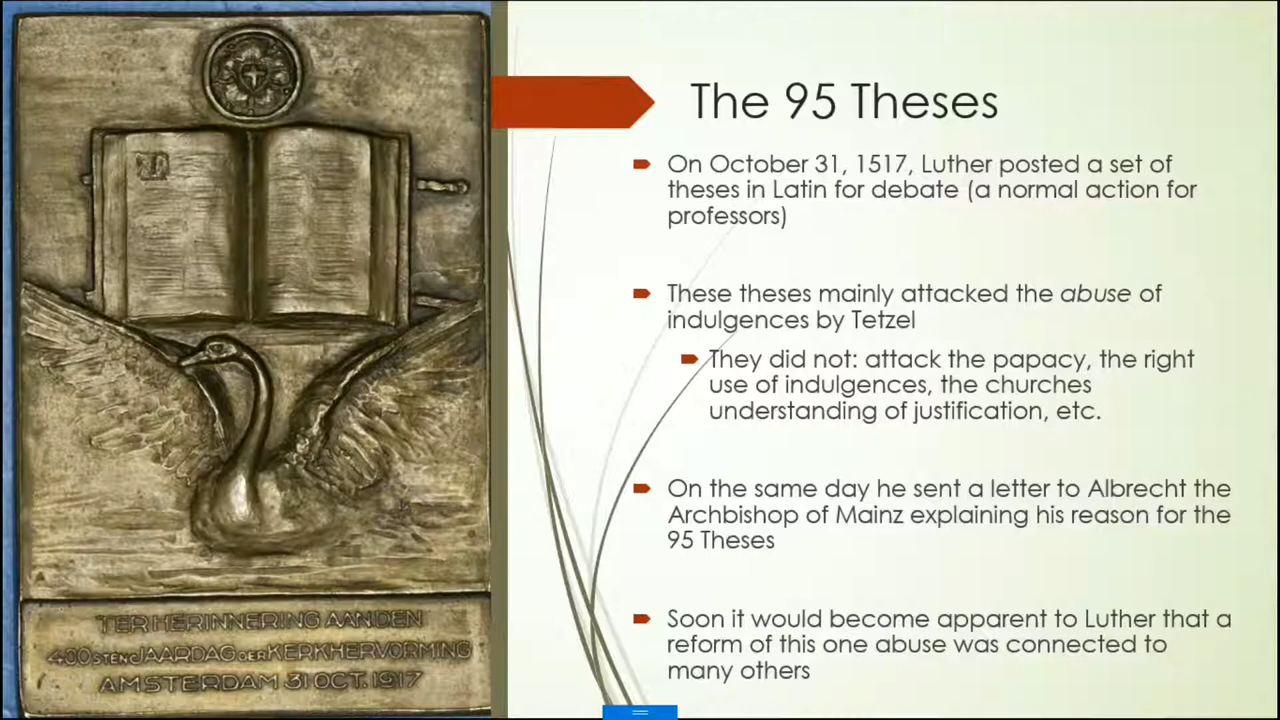 The 95 Theses
On October 31, 1517, Luther posted a set of
theses in Latin for debate (a normal action for
professors)
These theses mainly attacked the abuse of
indulgences by Tetzel
They did not: attack the papacy, the right
use of indulgences, the churches
understanding of justification, etc.
On the same day he sent a letter to Albrecht the
Archbishop of Mainz explaining his reason for the
95 Theses
Soon it would become apparent to Luther that a
reform of this one abuse was connected to
many others
TER HERINNERING AAN DEN
400STEN JAARDAG DER KERKHERVORMING
AMSTERDAM 31 OCT. 1917